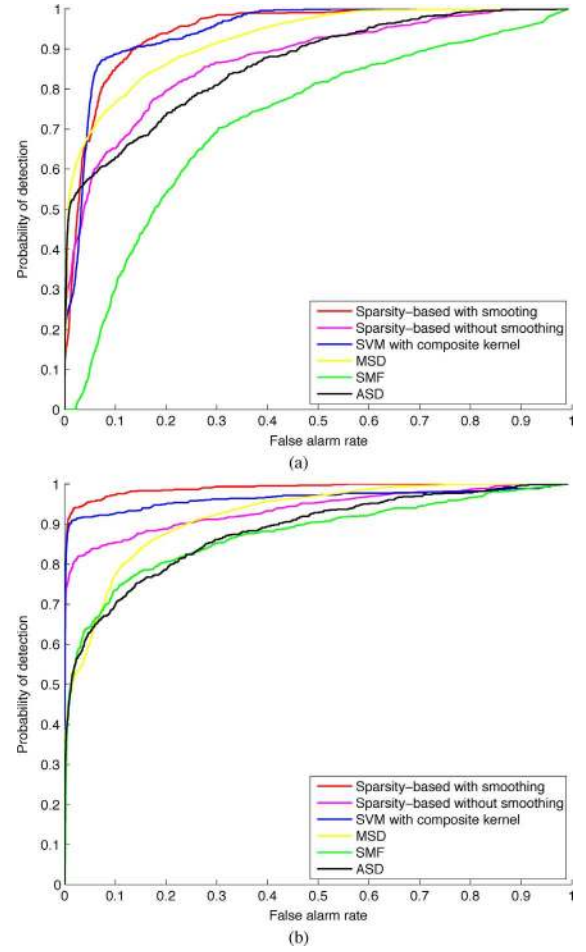 1
0.9
0.8
0.7
0.6
0.5
0.4
0.3
0.2
0.1
0
Probability of detection
Sparsity-based with smooting
Sparsity-based without smoothing
SVM with composite kernel
MSD
SMF
ASD
0 0.1 0.2 0.3 0.4 0.5 0.6 0.7 0.8 0.9 1
False alarm rate
(a)
1
0.9
0.8
0.7
0.6
0.5
0.4
0.3
0.2
0.1
0
Probability of detection
Sparsity-based with smoothing
Sparsity-based without smoothing
SVM with composite kernel
MSD
SMF
ASD
0 0.1 0.2 0.3 0.4 0.5 0.6 0.7 0.8 0.9 1
False alarm rate
(b)